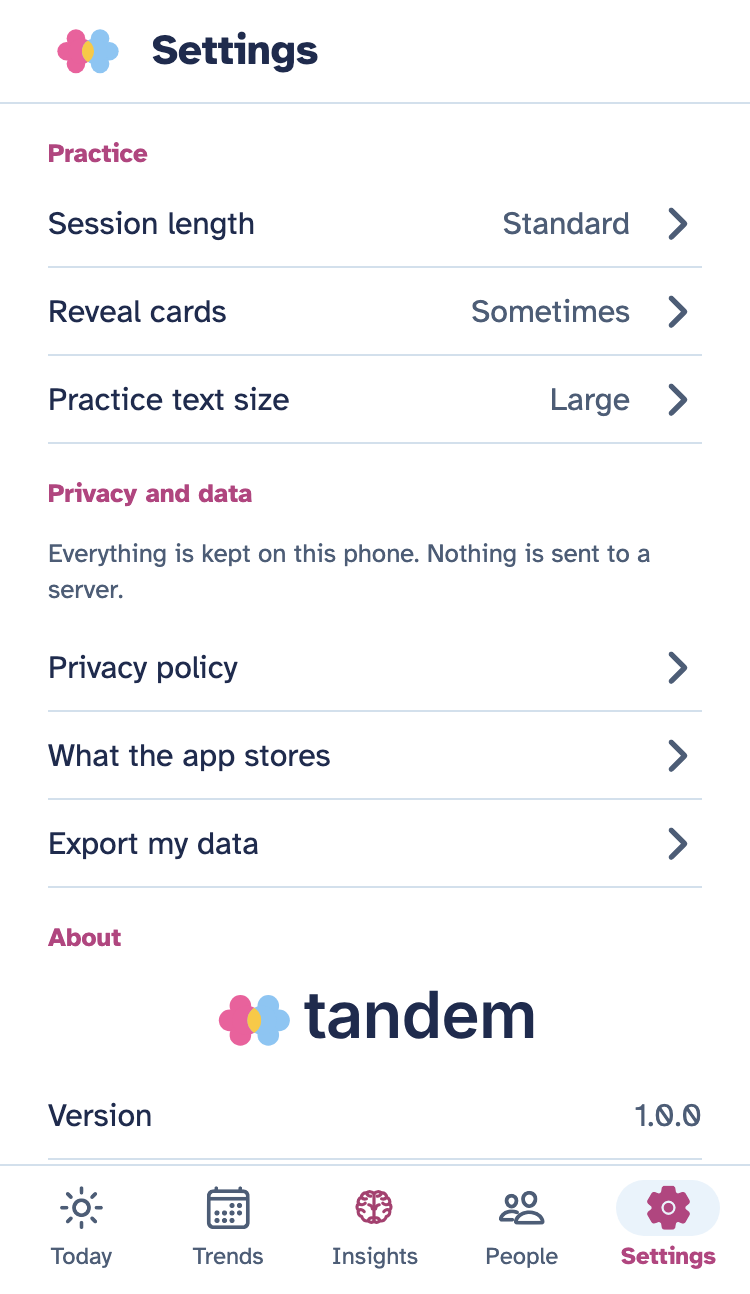 Settings
Practice
Session length Standard
Reveal cards Sometimes
Practice text size Large
Privacy and data
Everything is kept on this phone. Nothing is sent to a
server.
Privacy policy
What the app stores
Export my data
About
tandem
Version 1.0.0
Today Trends Insights People Settings